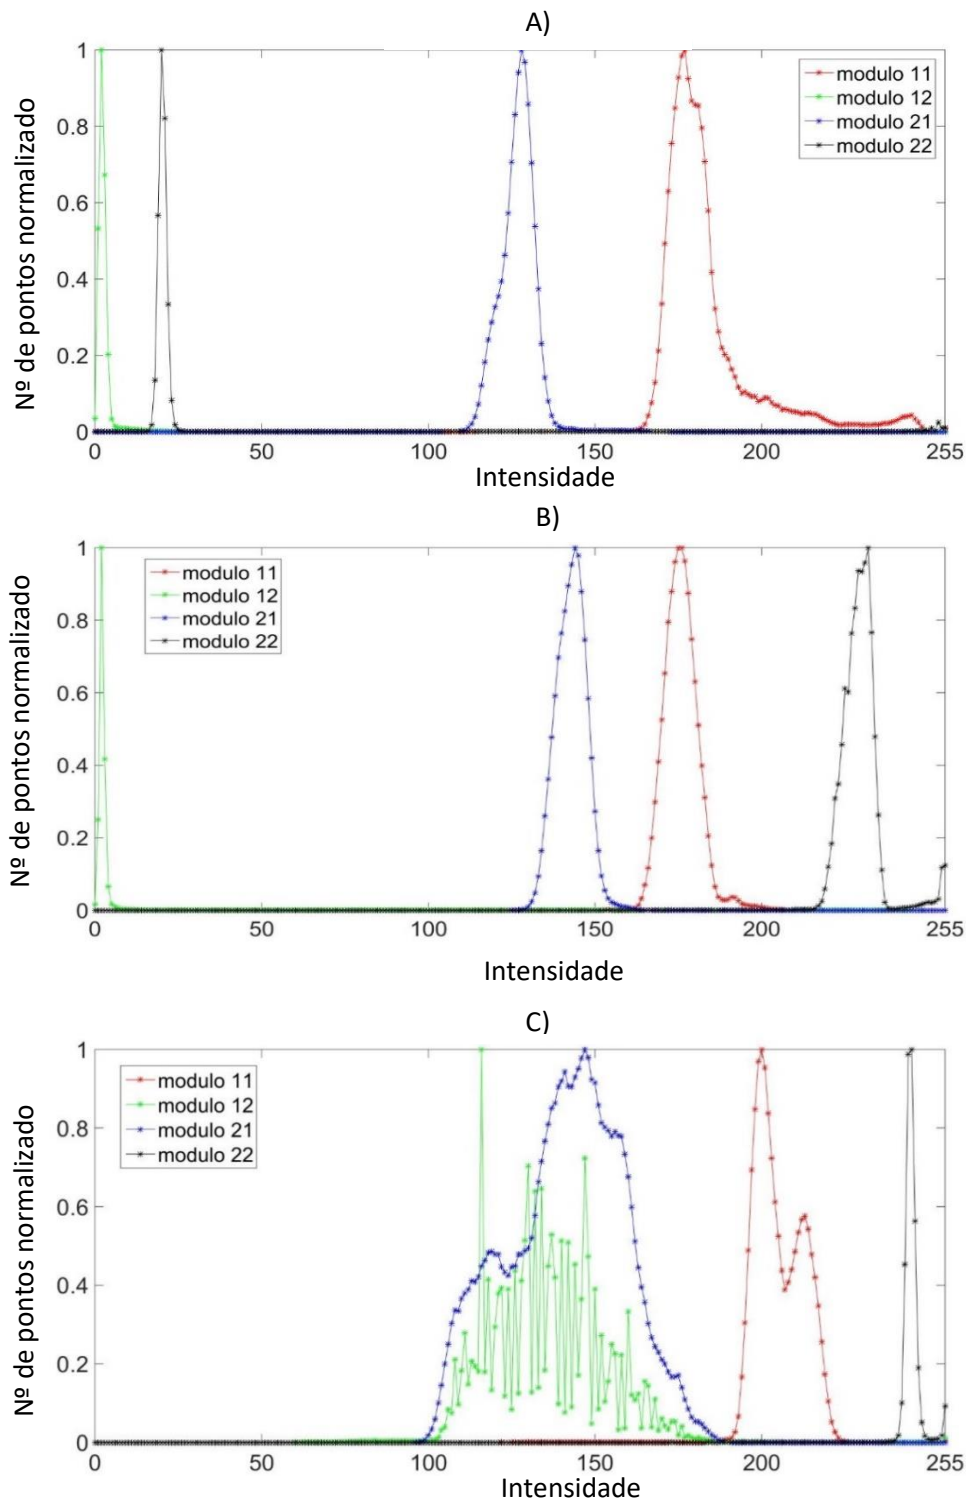 A)
1
0.8
0.6
0.4
0.2
0
Nº de pontos normalizado
modulo 11
modulo 12
modulo 21
modulo 22
0 50 100 150 200 255
Intensidade
B)
1
0.8
0.6
0.4
0.2
0
Nº de pontos normalizado
modulo 11
modulo 12
modulo 21
modulo 22
0 50 100 150 200 255
Intensidade
C)
1
0.8
0.6
0.4
0.2
0
Nº de pontos normalizado
modulo 11
modulo 12
modulo 21
modulo 22
0 50 100 150 200 255
Intensidade